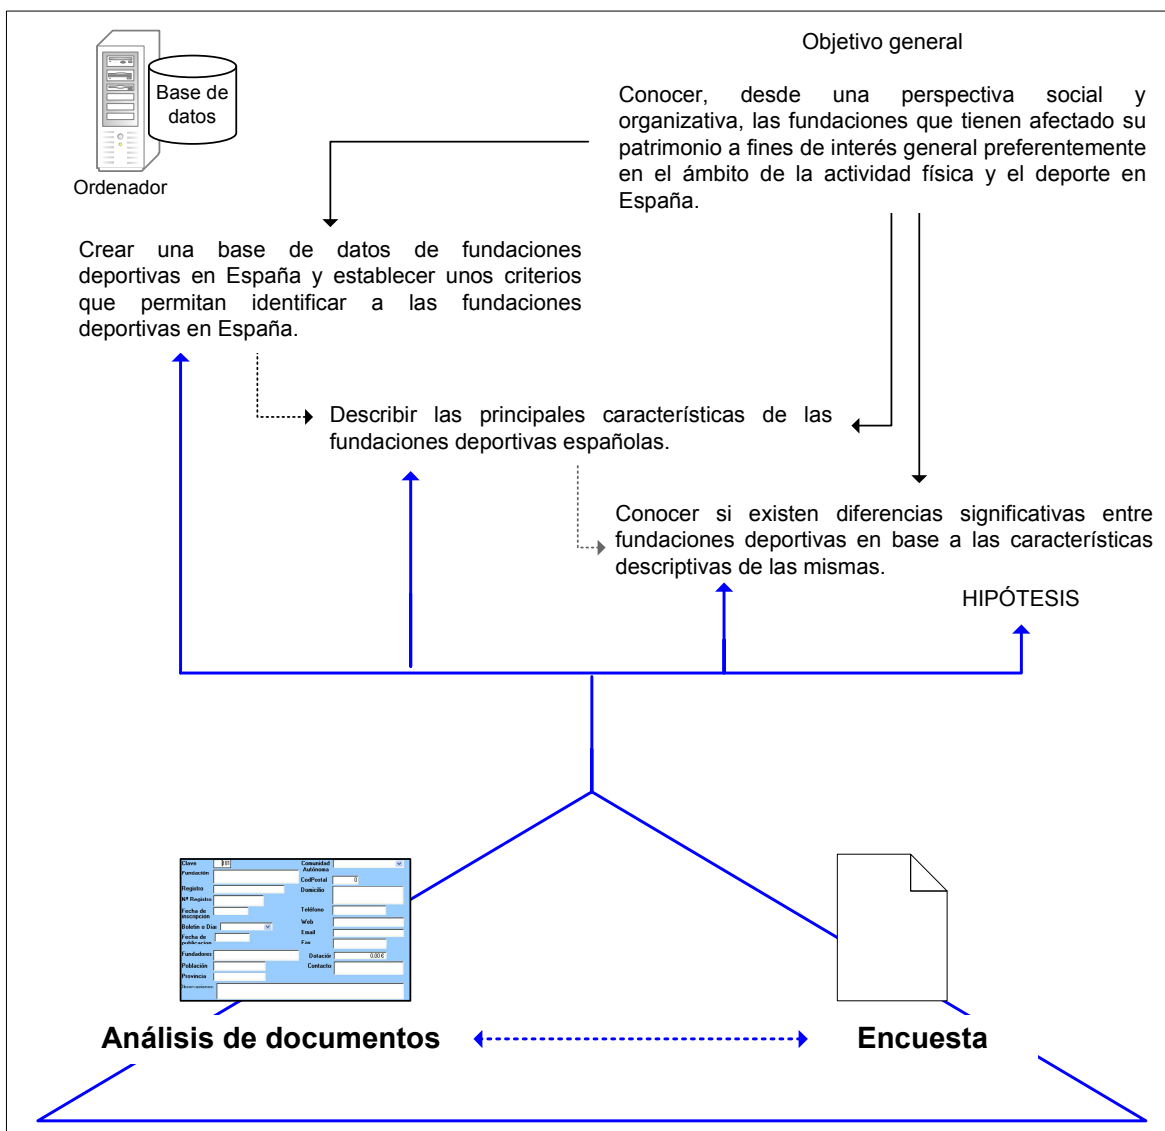 Objetivo general
Base de
datos
Ordenador
Conocer, desde una perspectiva social y
organizativa, las fundaciones que tienen afectado su
patrimonio a fines de interés general preferentemente
en el ámbito de la actividad física y el deporte en
España.
Crear una base de datos de fundaciones
deportivas en España y establecer unos criterios
que permitan identificar a las fundaciones
deportivas en España.
Describir las principales características de las
fundaciones deportivas españolas.
Conocer si existen diferencias significativas entre
fundaciones deportivas en base a las características
descriptivas de las mismas.
HIPÓTESIS
Clave
Fundación
Registro
Nº Registro
Fecha de
inscripción
Boletín o Diar
Fecha de
publicación
Fundadores
Población
Provincia
Observaciones
Comunidad
Autónoma
CodPostal 0
Domicilio
Teléfono
Web
Email
Fax
Dotación 0.00 €
Contacto
Análisis de documentos
Encuesta